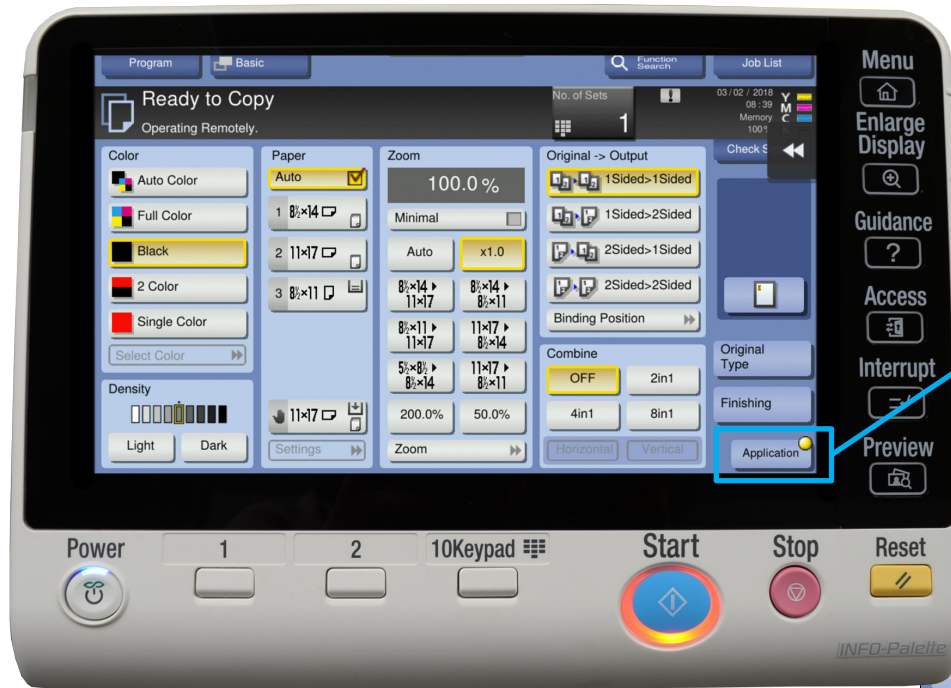 Program
Basic
Function
Search
Job List
Ready to Copy
Operating Remotely.
No. of Sets
1
03/02/2018
08:39
Memory
100%
Y
M
C
Check S
Color
Auto Color
Full Color
Black
2 Color
Single Color
Select Color
Density
Light
Dark
Paper
Auto
1 8½×14
2 11×17
3 8½×11
11×17
Settings
Zoom
100.0 %
Minimal
Auto
x1.0
8½×14 ▸
11×17
8½×14 ▸
8½×11
8½×11 ▸
11×17
11×17 ▸
8½×14
5½×8½ ▸
8½×14
11×17 ▸
8½×11
200.0%
50.0%
Zoom
Original -> Output
1Sided>1Sided
1Sided>2Sided
2Sided>1Sided
2Sided>2Sided
Binding Position
Combine
OFF
2in1
4in1
8in1
Horizontal
Vertical
Original
Type
Finishing
Application
Menu
Enlarge
Display
Guidance
?
Access
Interrupt
Preview
Power
1
2
10Keypad
Start
Stop
Reset
INFO-Palette